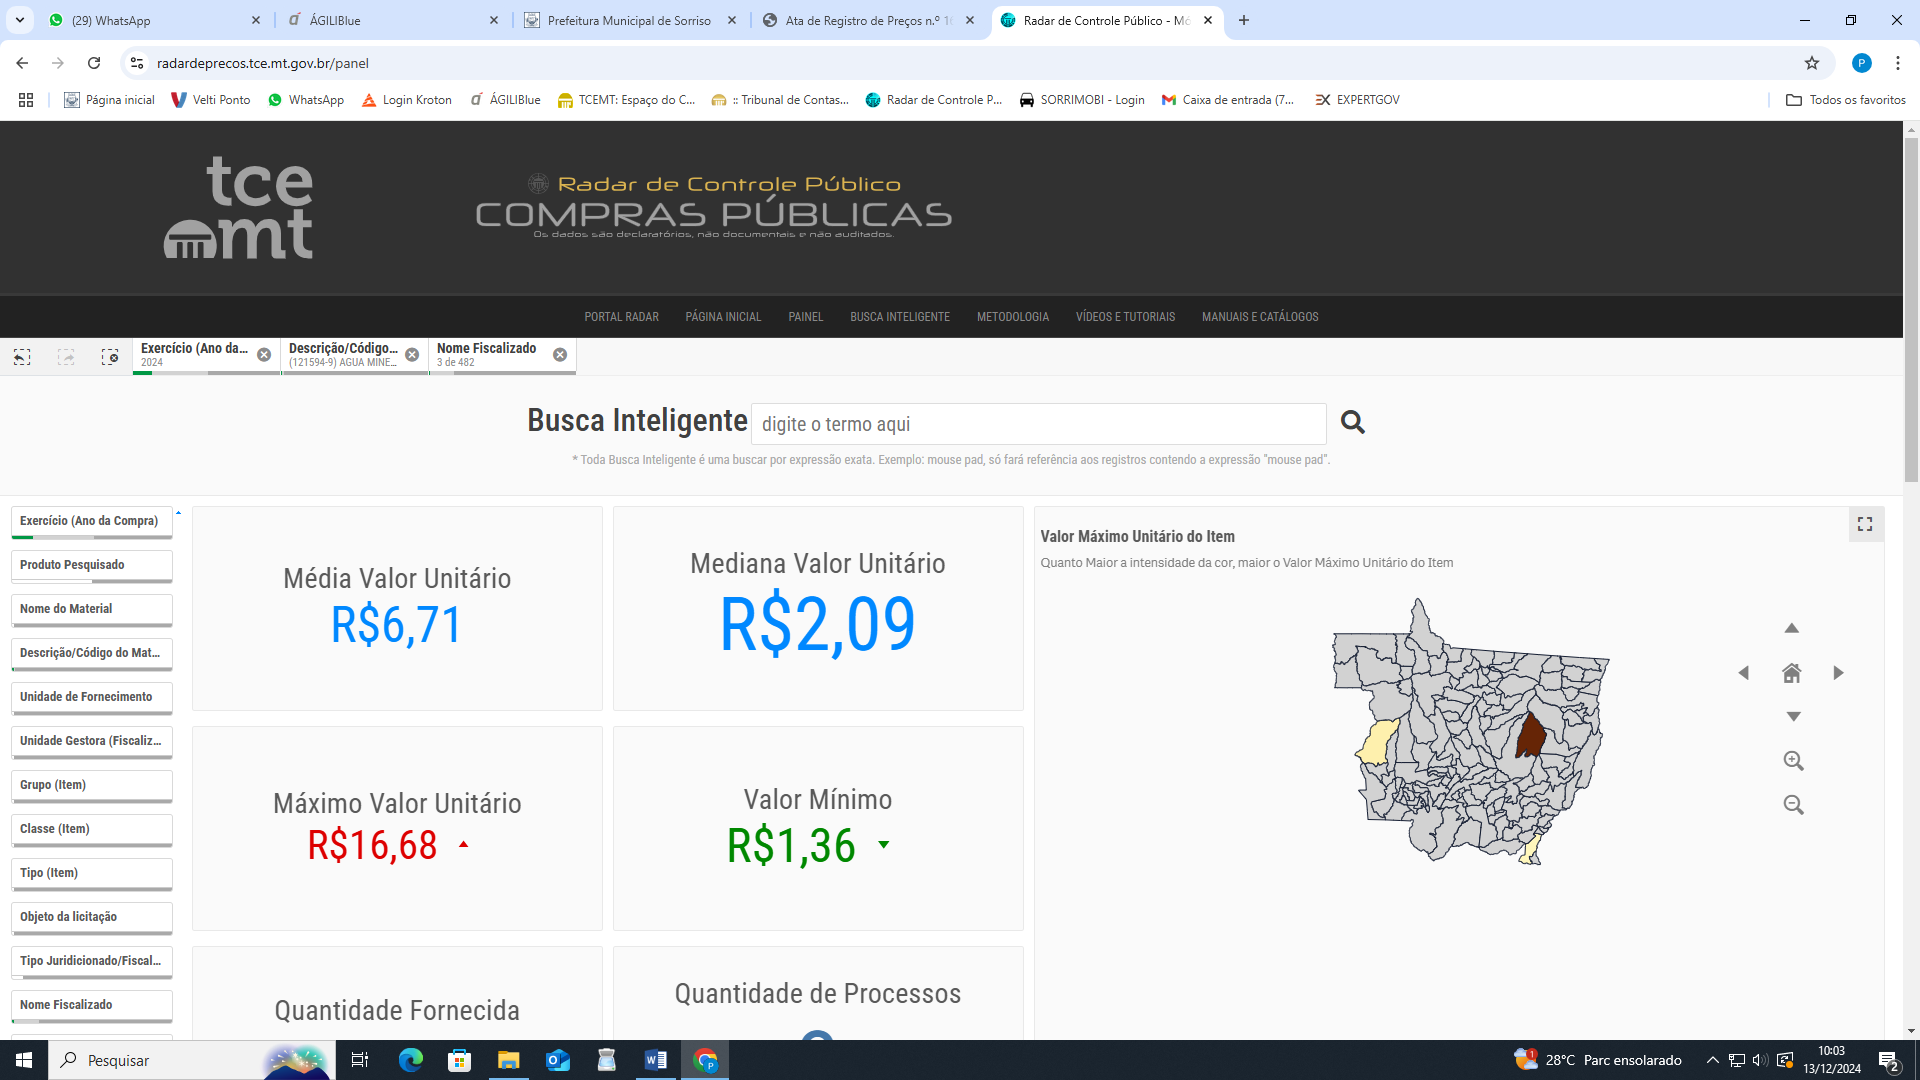 (29) WhatsApp
ÁGILIBlue
Prefeitura Municipal de Sorriso
Ata de Registro de Preços n.º 1
Radar de Controle Público - Mó
radardeprecos.tce.mt.gov.br/panel
P
Página inicial
Velti Ponto
WhatsApp
Login Kroton
ÁGILIBlue
TCEMT: Espaço do C...
:: Tribunal de Contas...
Radar de Controle P...
SORRIMOBI - Login
Caixa de entrada (7...
EXPERTGOV
Todos os favoritos
tce
mt
Radar de Controle Público
COMPRAS PÚBLICAS
Os dados são declaratórios, não documentais e não auditados.
PORTAL RADAR
PÁGINA INICIAL
PAINEL
BUSCA INTELIGENTE
METODOLOGIA
VÍDEOS E TUTORIAIS
MANUAIS E CATÁLOGOS
Exercício (Ano da...
2024
Descrição/Código...
(121594-9) AGUA MINE...
Nome Fiscalizado
3 de 482
Busca Inteligente
digite o termo aqui
* Toda Busca Inteligente é uma buscar por expressão exata. Exemplo: mouse pad, só fará referência aos registros contendo a expressão "mouse pad".
Exercício (Ano da Compra)
Produto Pesquisado
Nome do Material
Descrição/Código do Mat...
Unidade de Fornecimento
Unidade Gestora (Fiscaliz...
Grupo (Item)
Classe (Item)
Tipo (Item)
Objeto da licitação
Tipo Juridicionado/Fiscal...
Nome Fiscalizado
Média Valor Unitário
R$6,71
Mediana Valor Unitário
R$2,09
Máximo Valor Unitário
R$16,68
Valor Mínimo
R$1,36
Quantidade Fornecida
Quantidade de Processos
Valor Máximo Unitário do Item
Quanto Maior a intensidade da cor, maior o Valor Máximo Unitário do Item
Pesquisar
28°C Parc ensolarado
10:03
13/12/2024
2